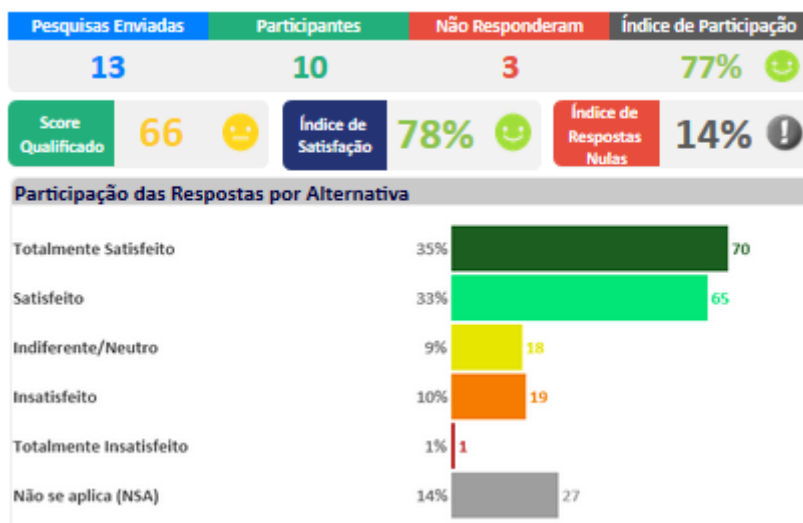 Pesquisas Enviadas Participantes Não Responderam Índice de Participação
13 10 3 77%
Score Qualificado 66 Índice de Satisfação 78% Índice de Respostas Nulas 14%
Participação das Respostas por Alternativa
Totalmente Satisfeito 35% 70
Satisfeito 33% 65
Indiferente/Neutro 9% 18
Insatisfeito 10% 19
Totalmente Insatisfeito 1% 1
Não se aplica (NSA) 14% 27